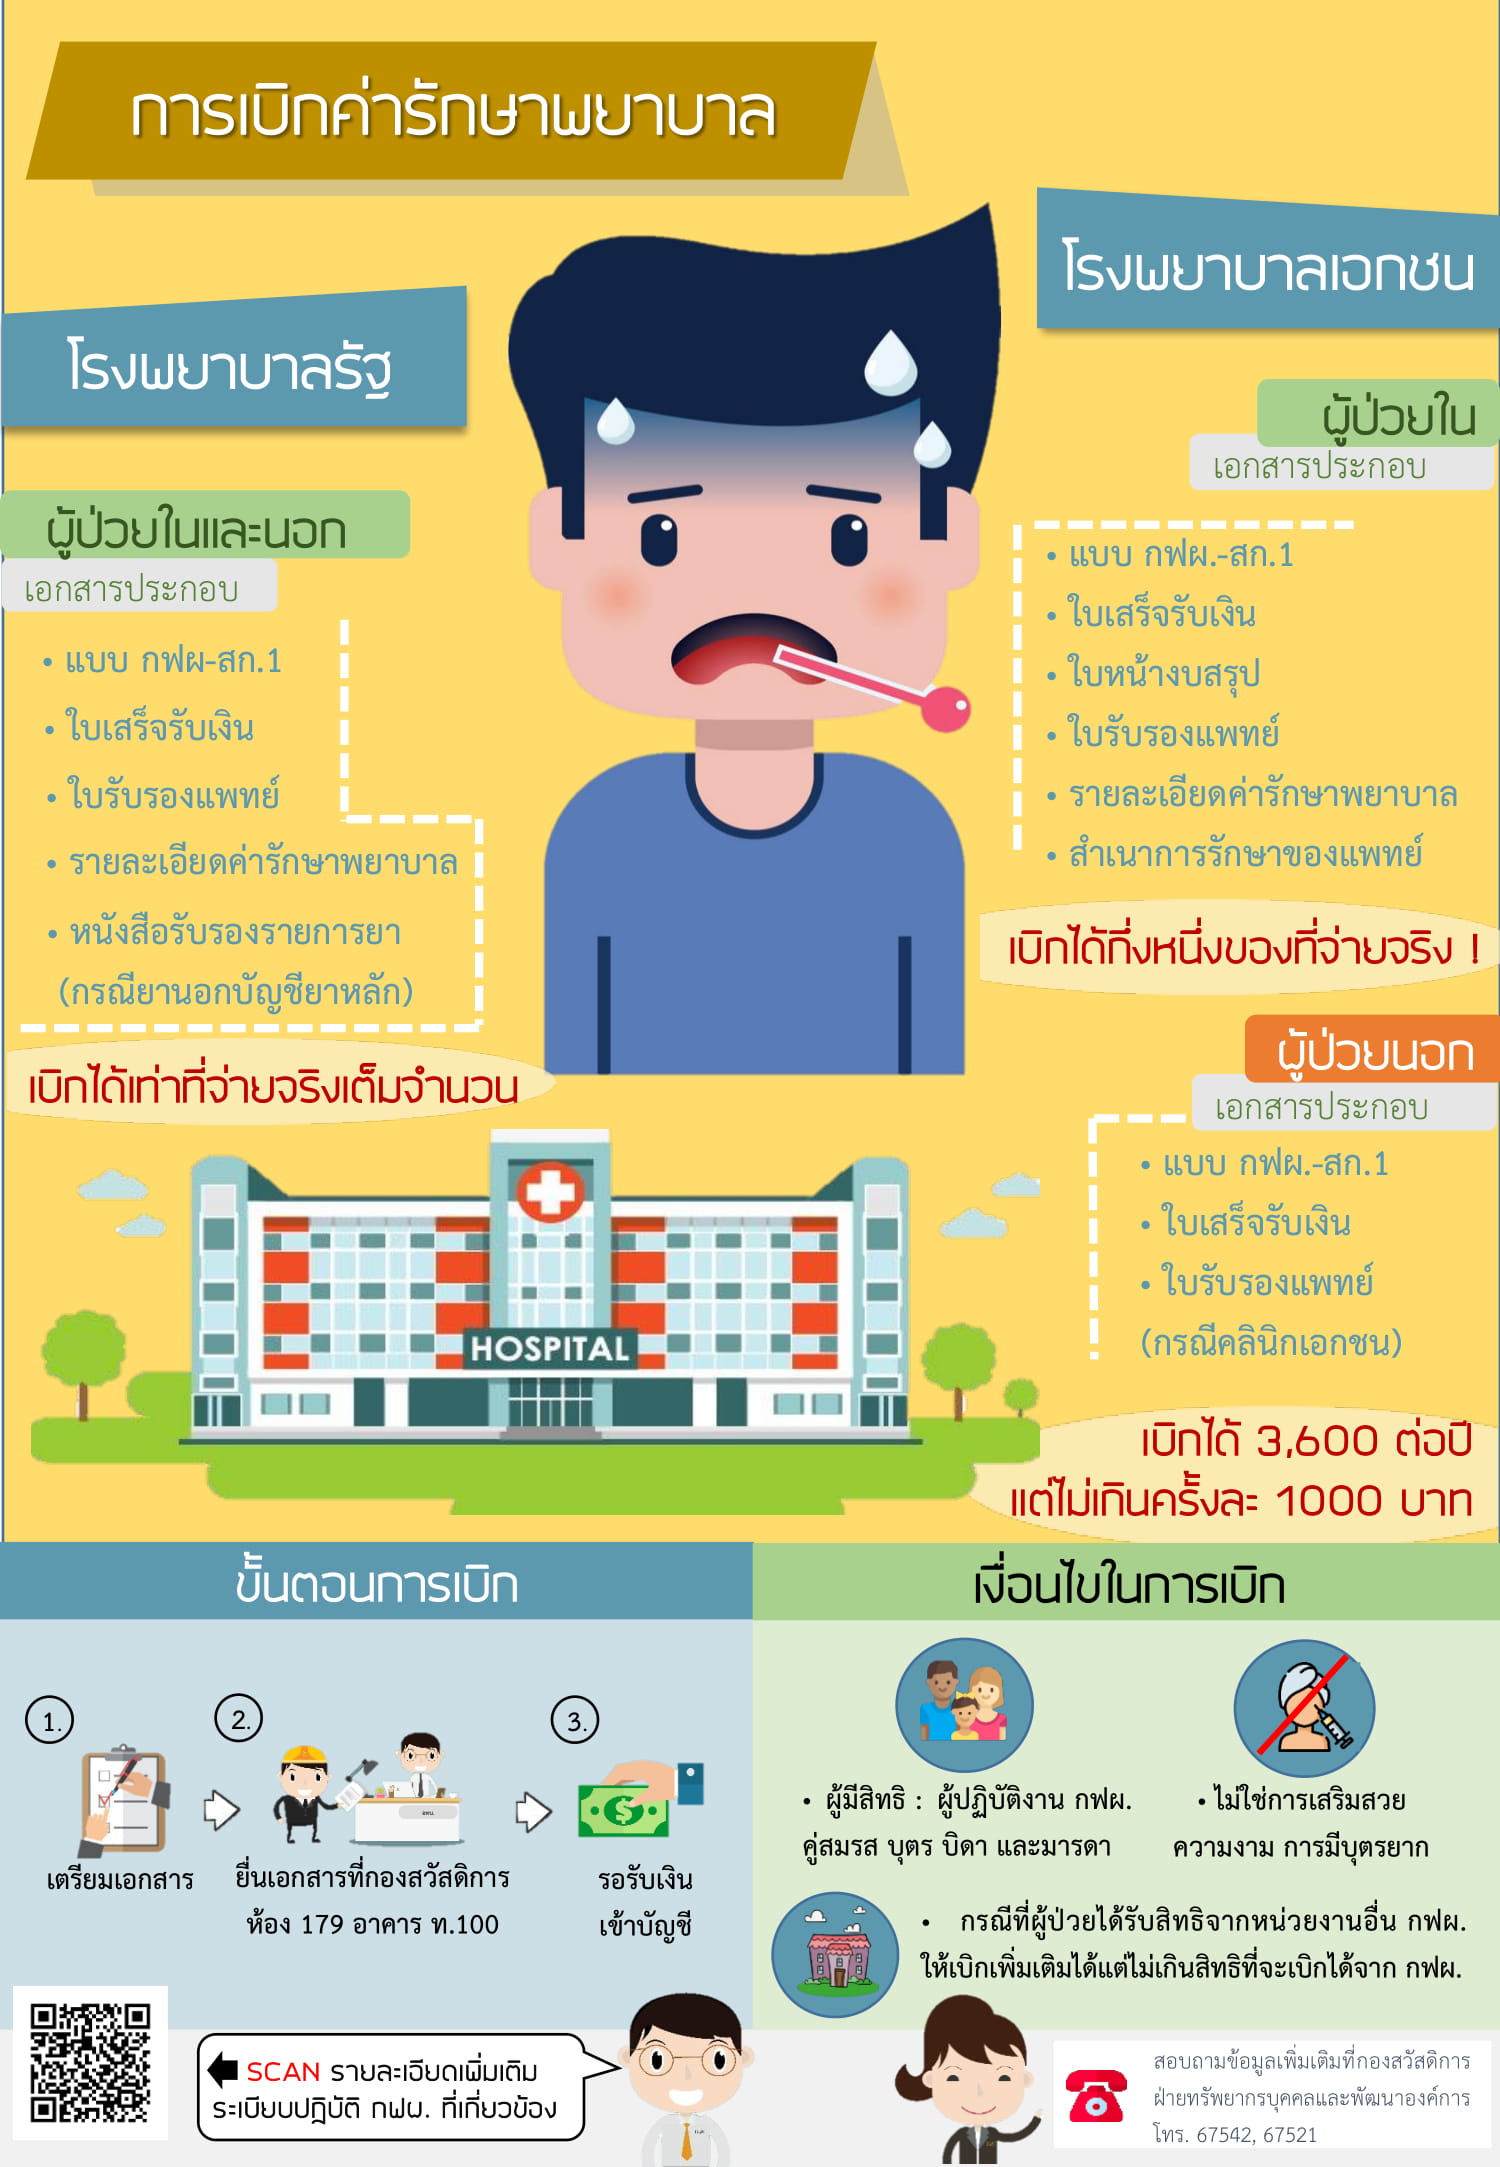 การเบิกค่ารักษาพยาบาล
โรงพยาบาลรัฐ
ผู้ป่วยในและนอก
เอกสารประกอบ
• แบบ กฟผ-สก.1
• ใบเสร็จรับเงิน
• ใบรับรองแพทย์
• รายละเอียดค่ารักษาพยาบาล
• หนังสือรับรองรายการยา
(กรณียานอกบัญชียาหลัก)
เบิกได้เท่าที่จ่ายจริงเต็มจำนวน
โรงพยาบาลเอกชน
ผู้ป่วยใน
เอกสารประกอบ
• แบบ กฟผ.-สก.1
• ใบเสร็จรับเงิน
• ใบหน้างบสรุป
• ใบรับรองแพทย์
• รายละเอียดค่ารักษาพยาบาล
• สำเนาการรักษาของแพทย์
เบิกได้กึ่งหนึ่งของที่จ่ายจริง !
ผู้ป่วยนอก
เอกสารประกอบ
• แบบ กฟผ.-สก.1
• ใบเสร็จรับเงิน
• ใบรับรองแพทย์
(กรณีคลินิกเอกชน)
เบิกได้ 3,600 ต่อปี
แต่ไม่เกินครั้งละ 1000 บาท
HOSPITAL
ขั้นตอนการเบิก
1.
เตรียมเอกสาร
2.
ยื่นเอกสารที่กองสวัสดิการ
ห้อง 179 อาคาร ท.100
3.
รอรับเงิน
เข้าบัญชี
เงื่อนไขในการเบิก
• ผู้มีสิทธิ : ผู้ปฏิบัติงาน กฟผ.
คู่สมรส บุตร บิดา และมารดา
• ไม่ใช่การเสริมสวย
ความงาม การมีบุตรยาก
• กรณีที่ผู้ป่วยได้รับสิทธิจากหน่วยงานอื่น กฟผ.
ให้เบิกเพิ่มเติมได้แต่ไม่เกินสิทธิที่จะเบิกได้จาก กฟผ.
SCAN รายละเอียดเพิ่มเติม
ระเบียบปฏิบัติ กฟผ. ที่เกี่ยวข้อง
สอบถามข้อมูลเพิ่มเติมที่กองสวัสดิการ
ฝ่ายทรัพยากรบุคคลและพัฒนาองค์การ
โทร. 67542, 67521